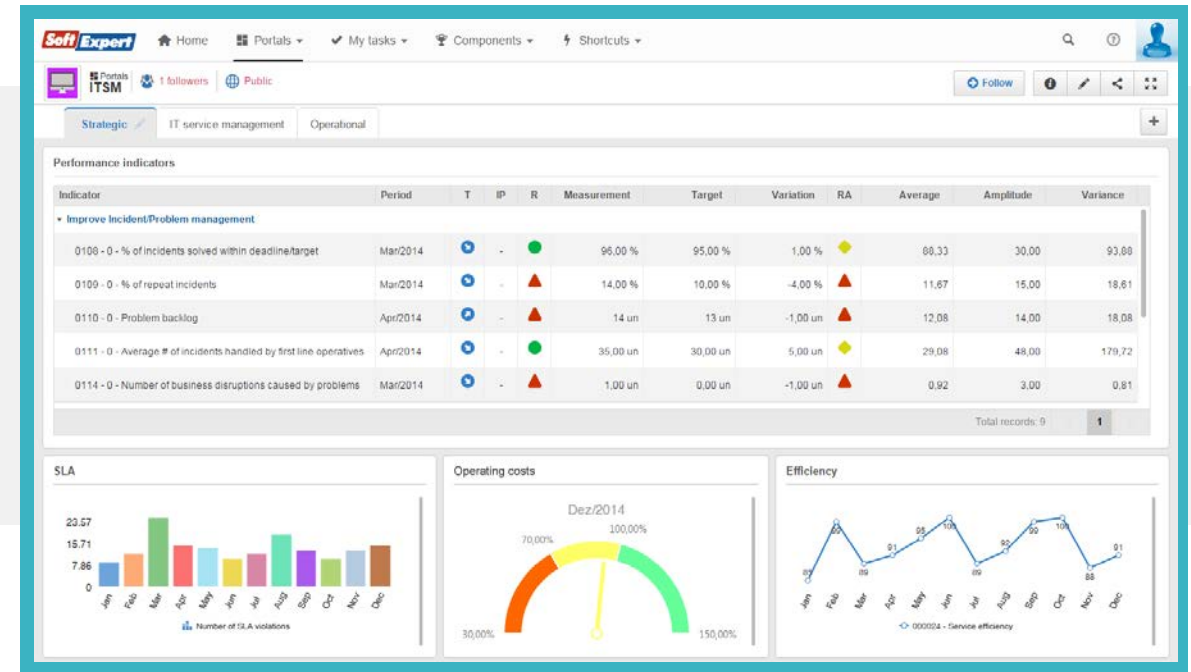 Soft Expert Home Portals My tasks Components Shortcuts
Portals
ITSM 1 followers Public Follow
Strategic IT service management Operational +
Performance indicators
Indicator Period T IP R Measurement Target Variation RA Average Amplitude Variance
Improve Incident/Problem management
0108 - 0 - % of incidents solved within deadline/target Mar/2014 - 96,00 % 95,00 % 1,00 % 88,33 30,00 93,88
0109 - 0 - % of repeat incidents Mar/2014 - 14,00 % 10,00 % -4,00 % 11,67 15,00 18,61
0110 - 0 - Problem backlog Apr/2014 - 14 un 13 un -1,00 un 12,08 14,00 18,08
0111 - 0 - Average # of incidents handled by first line operatives Apr/2014 - 35,00 un 30,00 un 5,00 un 29,08 48,00 179,72
0114 - 0 - Number of business disruptions caused by problems Mar/2014 - 1,00 un 0,00 un -1,00 un 0,92 3,00 0,81
Total records: 9 1
SLA
23.57
15.71
7.86
0
Jan Feb Mar Apr May Jun Jul Aug Sep Oct Nov Dec
Number of SLA violations
Operating costs
Dez/2014
70,00% 100,00%
30,00% 150,00%
Efficiency
99 89 91 95 100 89 92 99 100 88 91
Jan Feb Mar Apr May Jun Jul Aug Sep Oct Nov Dec
000024 - Service efficiency